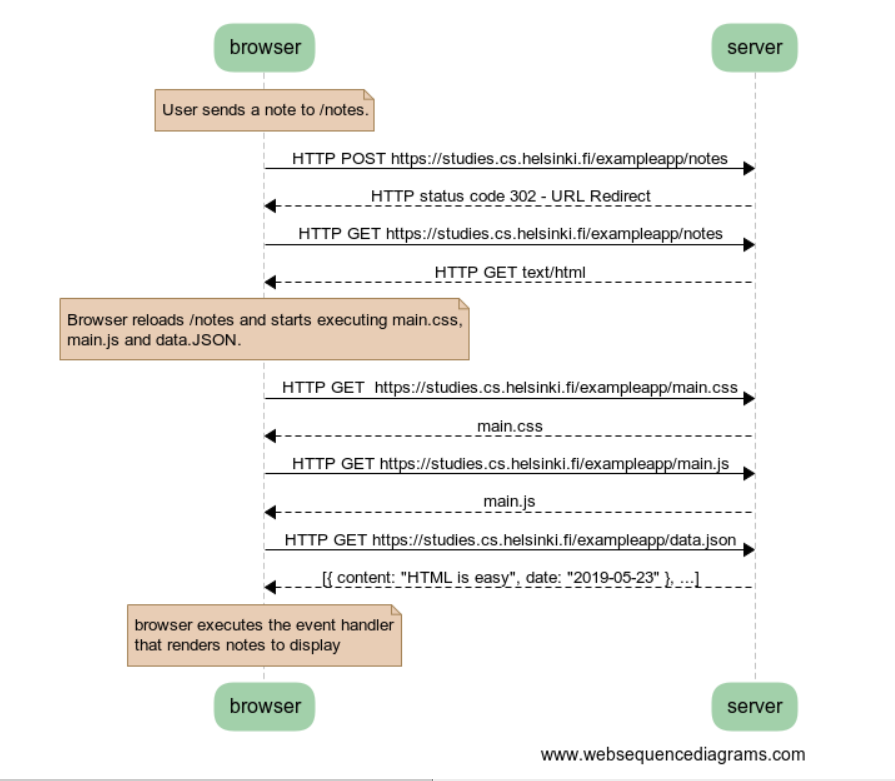 browser server
User sends a note to /notes.
HTTP POST https://studies.cs.helsinki.fi/exampleapp/notes
HTTP status code 302 - URL Redirect
HTTP GET https://studies.cs.helsinki.fi/exampleapp/notes
HTTP GET text/html
Browser reloads /notes and starts executing main.css,
main.js and data.JSON.
HTTP GET  https://studies.cs.helsinki.fi/exampleapp/main.css
main.css
HTTP GET https://studies.cs.helsinki.fi/exampleapp/main.js
main.js
HTTP GET https://studies.cs.helsinki.fi/exampleapp/data.json
[{ content: "HTML is easy", date: "2019-05-23" }, ...]
browser executes the event handler
that renders notes to display
browser server
www.websequencediagrams.com